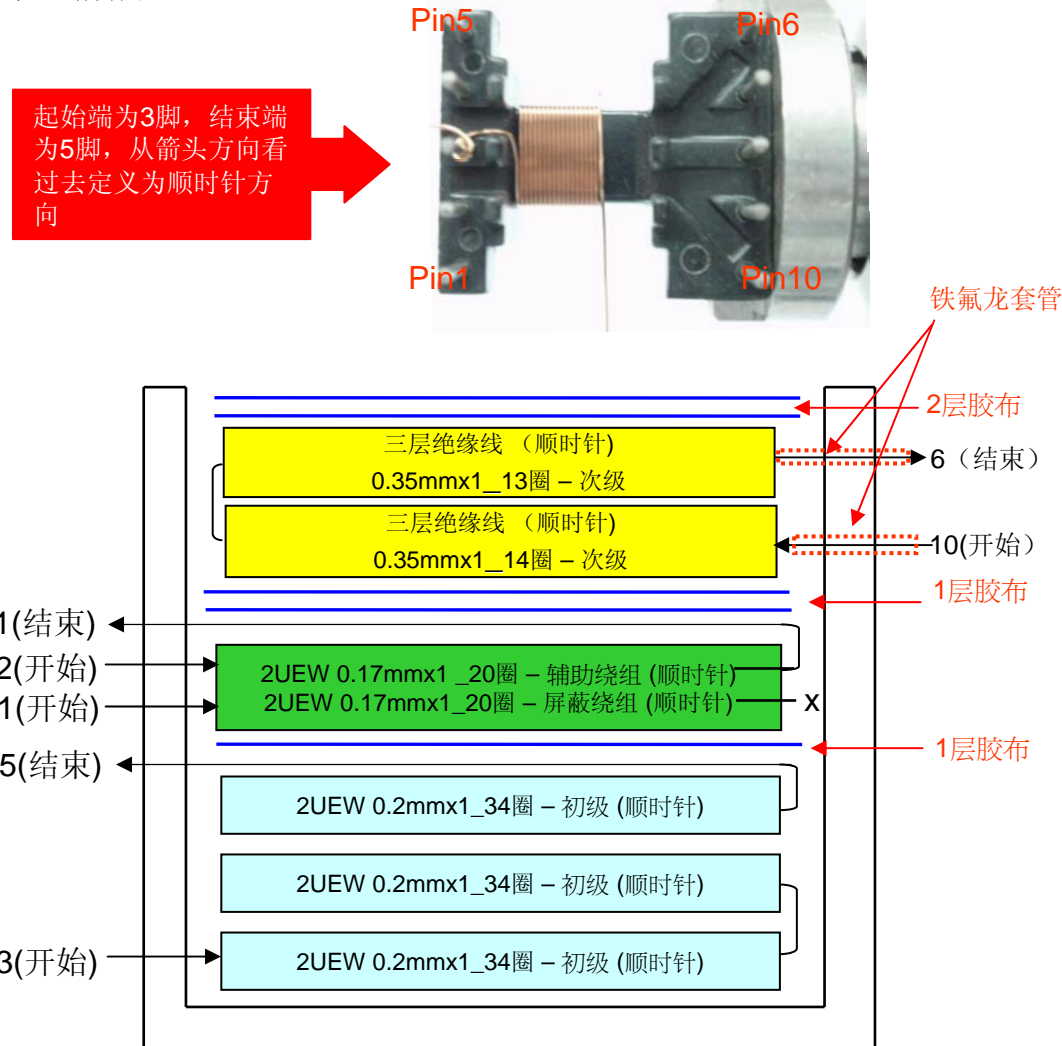 Pin5
Pin6
起始端为3脚，结束端
为5脚，从箭头方向看
过去定义为顺时针方
向
Pin1
Pin10
铁氟龙套管
2层胶布
三层绝缘线 （顺时针)
0.35mmx1__13圈 – 次级
6（结束）
三层绝缘线 （顺时针)
0.35mmx1__14圈 – 次级
10(开始）
1层胶布
1(结束)
2(开始)
2UEW 0.17mmx1 _20圈 – 辅助绕组 (顺时针)
1(开始)
2UEW 0.17mmx1_20圈 – 屏蔽绕组 (顺时针)
x
1层胶布
5(结束)
2UEW 0.2mmx1_34圈 – 初级 (顺时针)
2UEW 0.2mmx1_34圈 – 初级 (顺时针)
3(开始)
2UEW 0.2mmx1_34圈 – 初级 (顺时针)